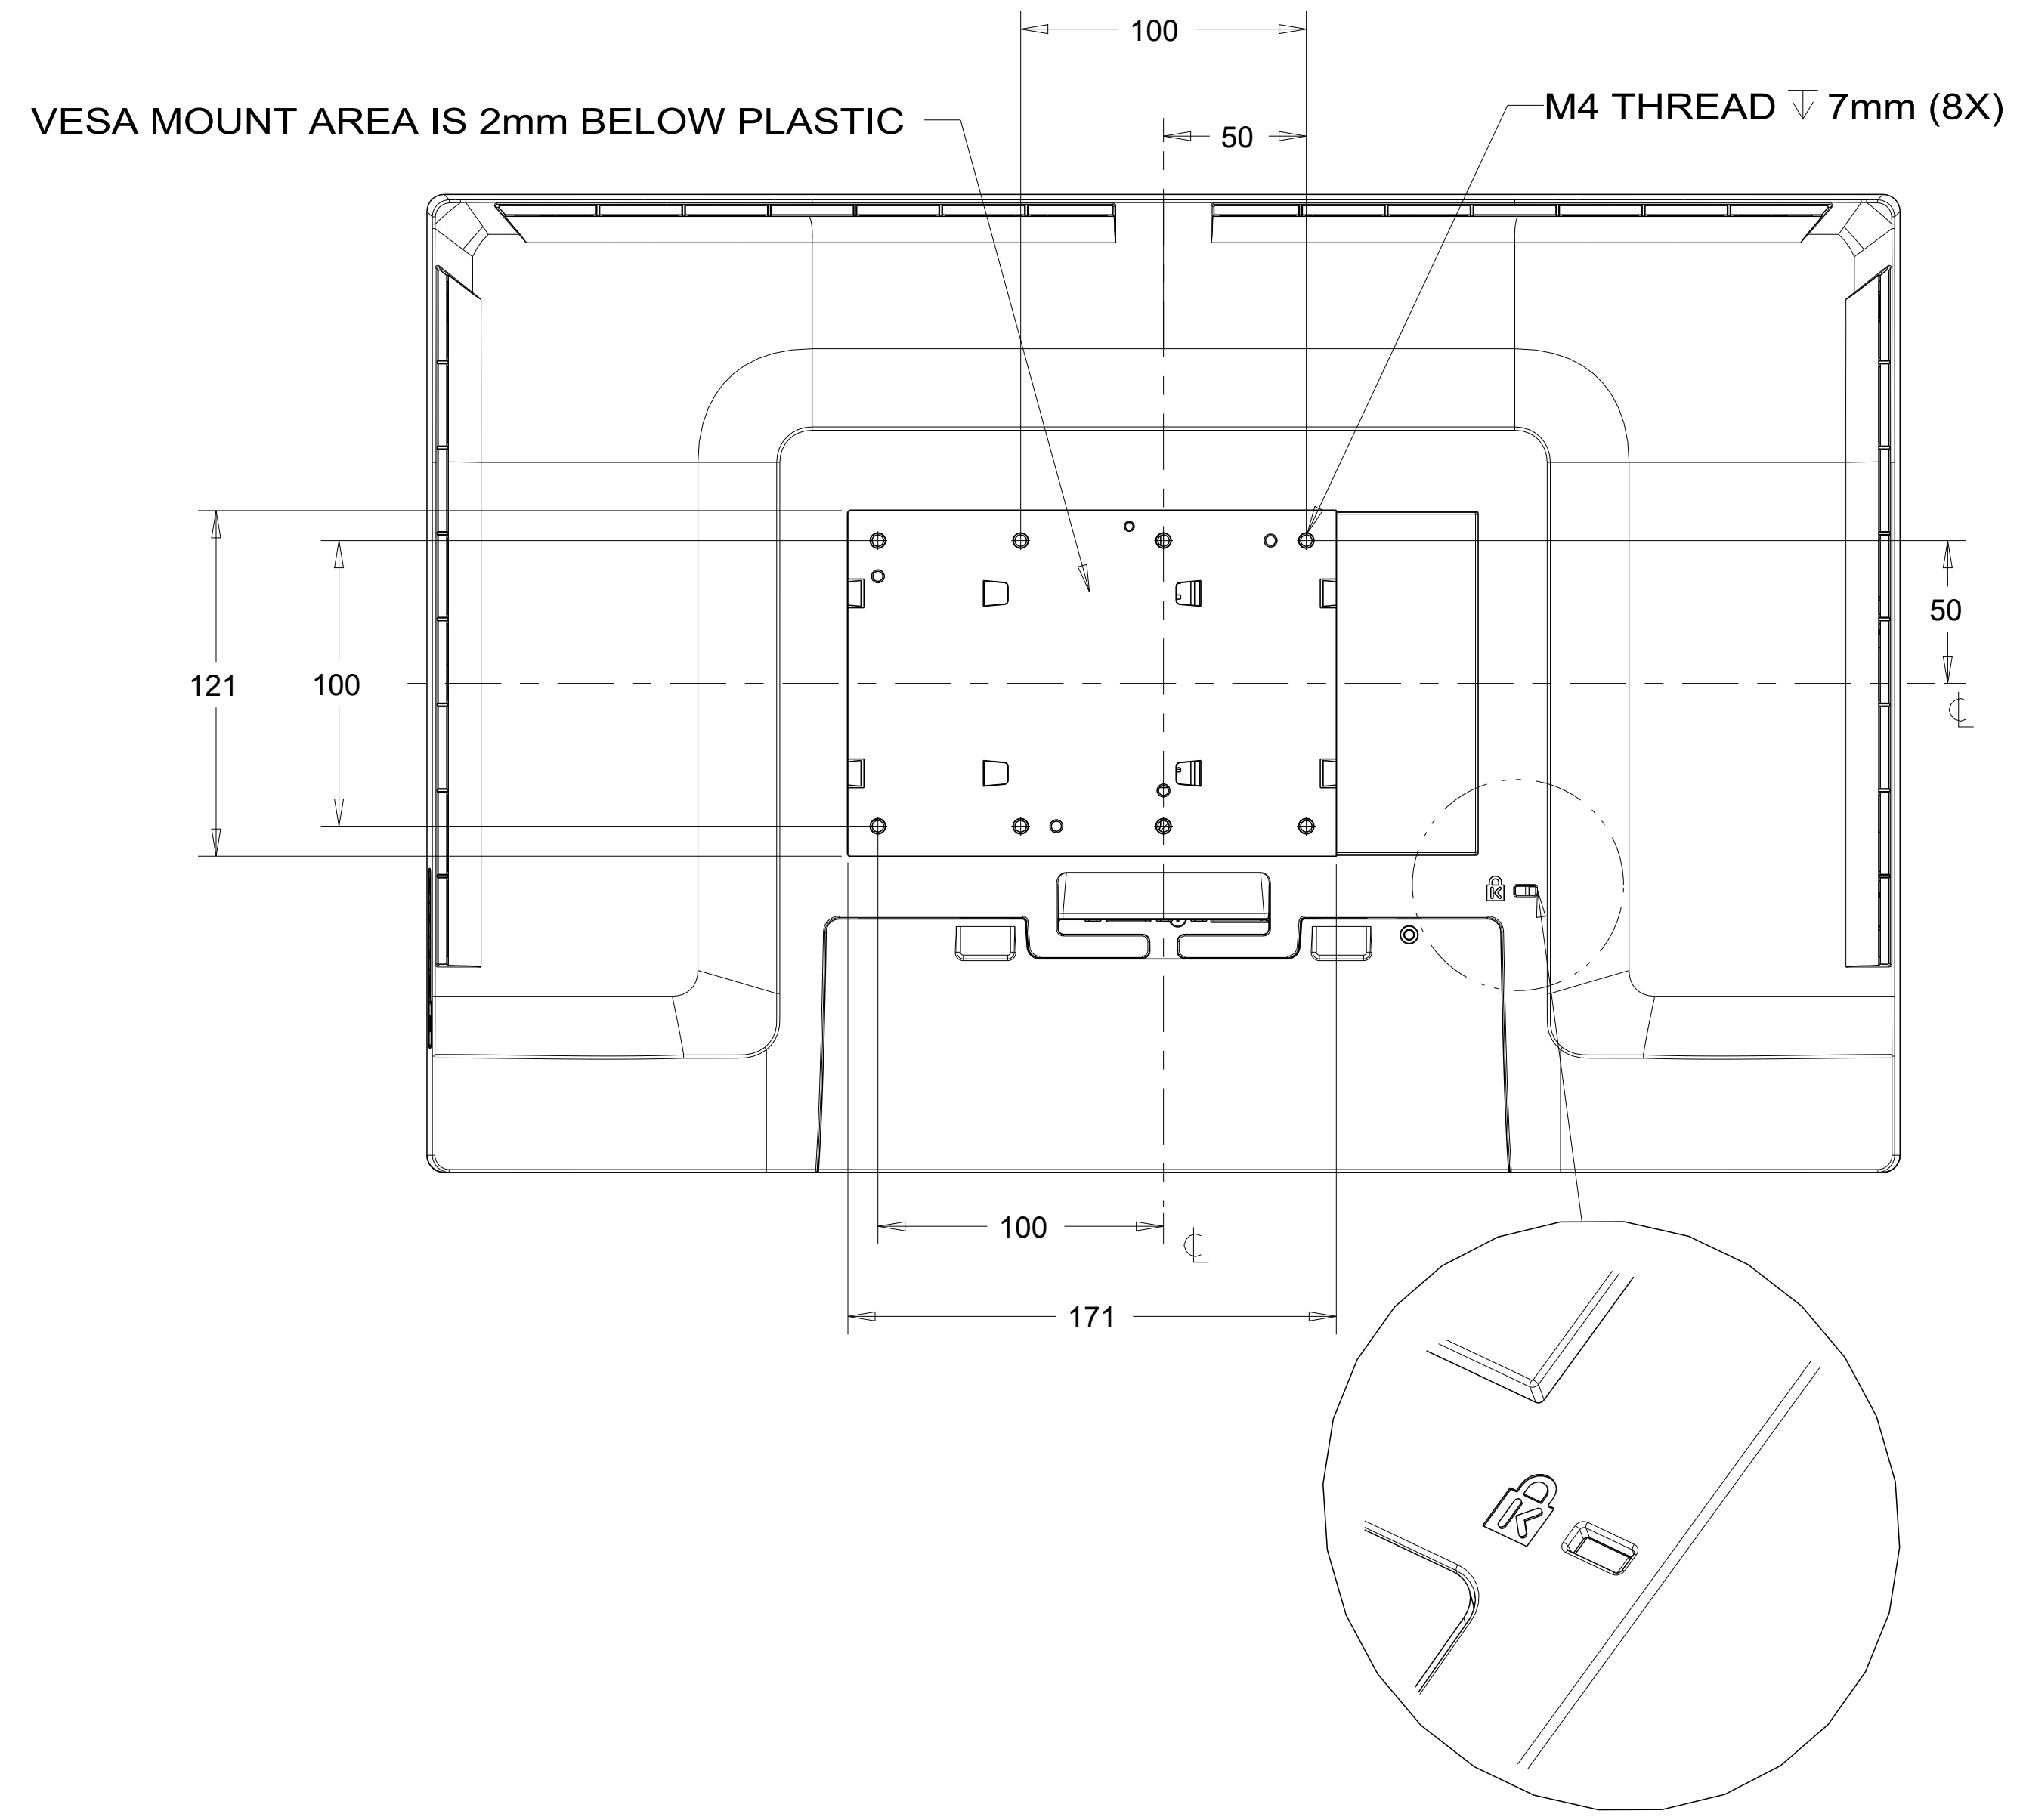 100
VESA MOUNT AREA IS 2mm BELOW PLASTIC
M4 THREAD ↧ 7mm (8X)
50
50
121
100
℄
K
100
℄
171
K